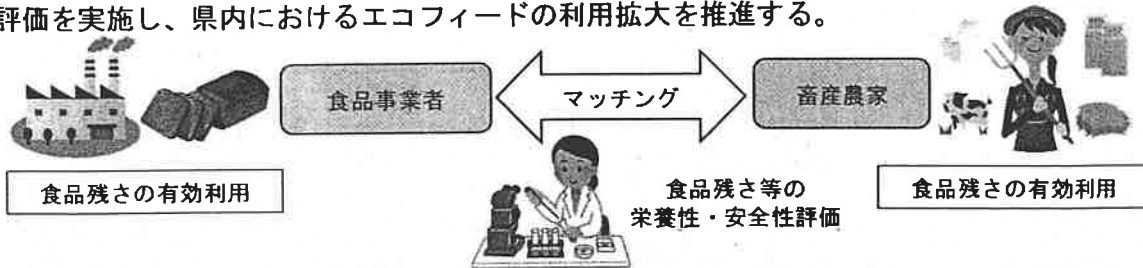 評価を実施し、県内におけるエコフィードの利用拡大を推進する。
食品事業者
マッチング
畜産農家
食品残さの有効利用
食品残さ等の
栄養性・安全性評価
食品残さの有効利用